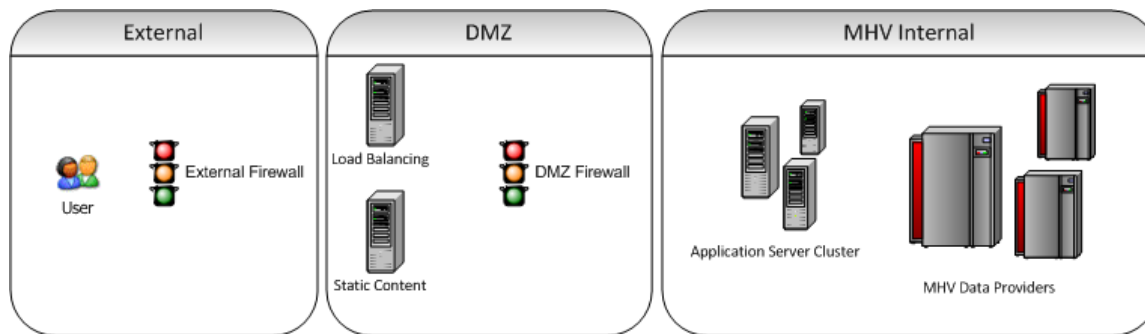 External
User
External Firewall
DMZ
Load Balancing
Static Content
DMZ Firewall
MHV Internal
Application Server Cluster
MHV Data Providers